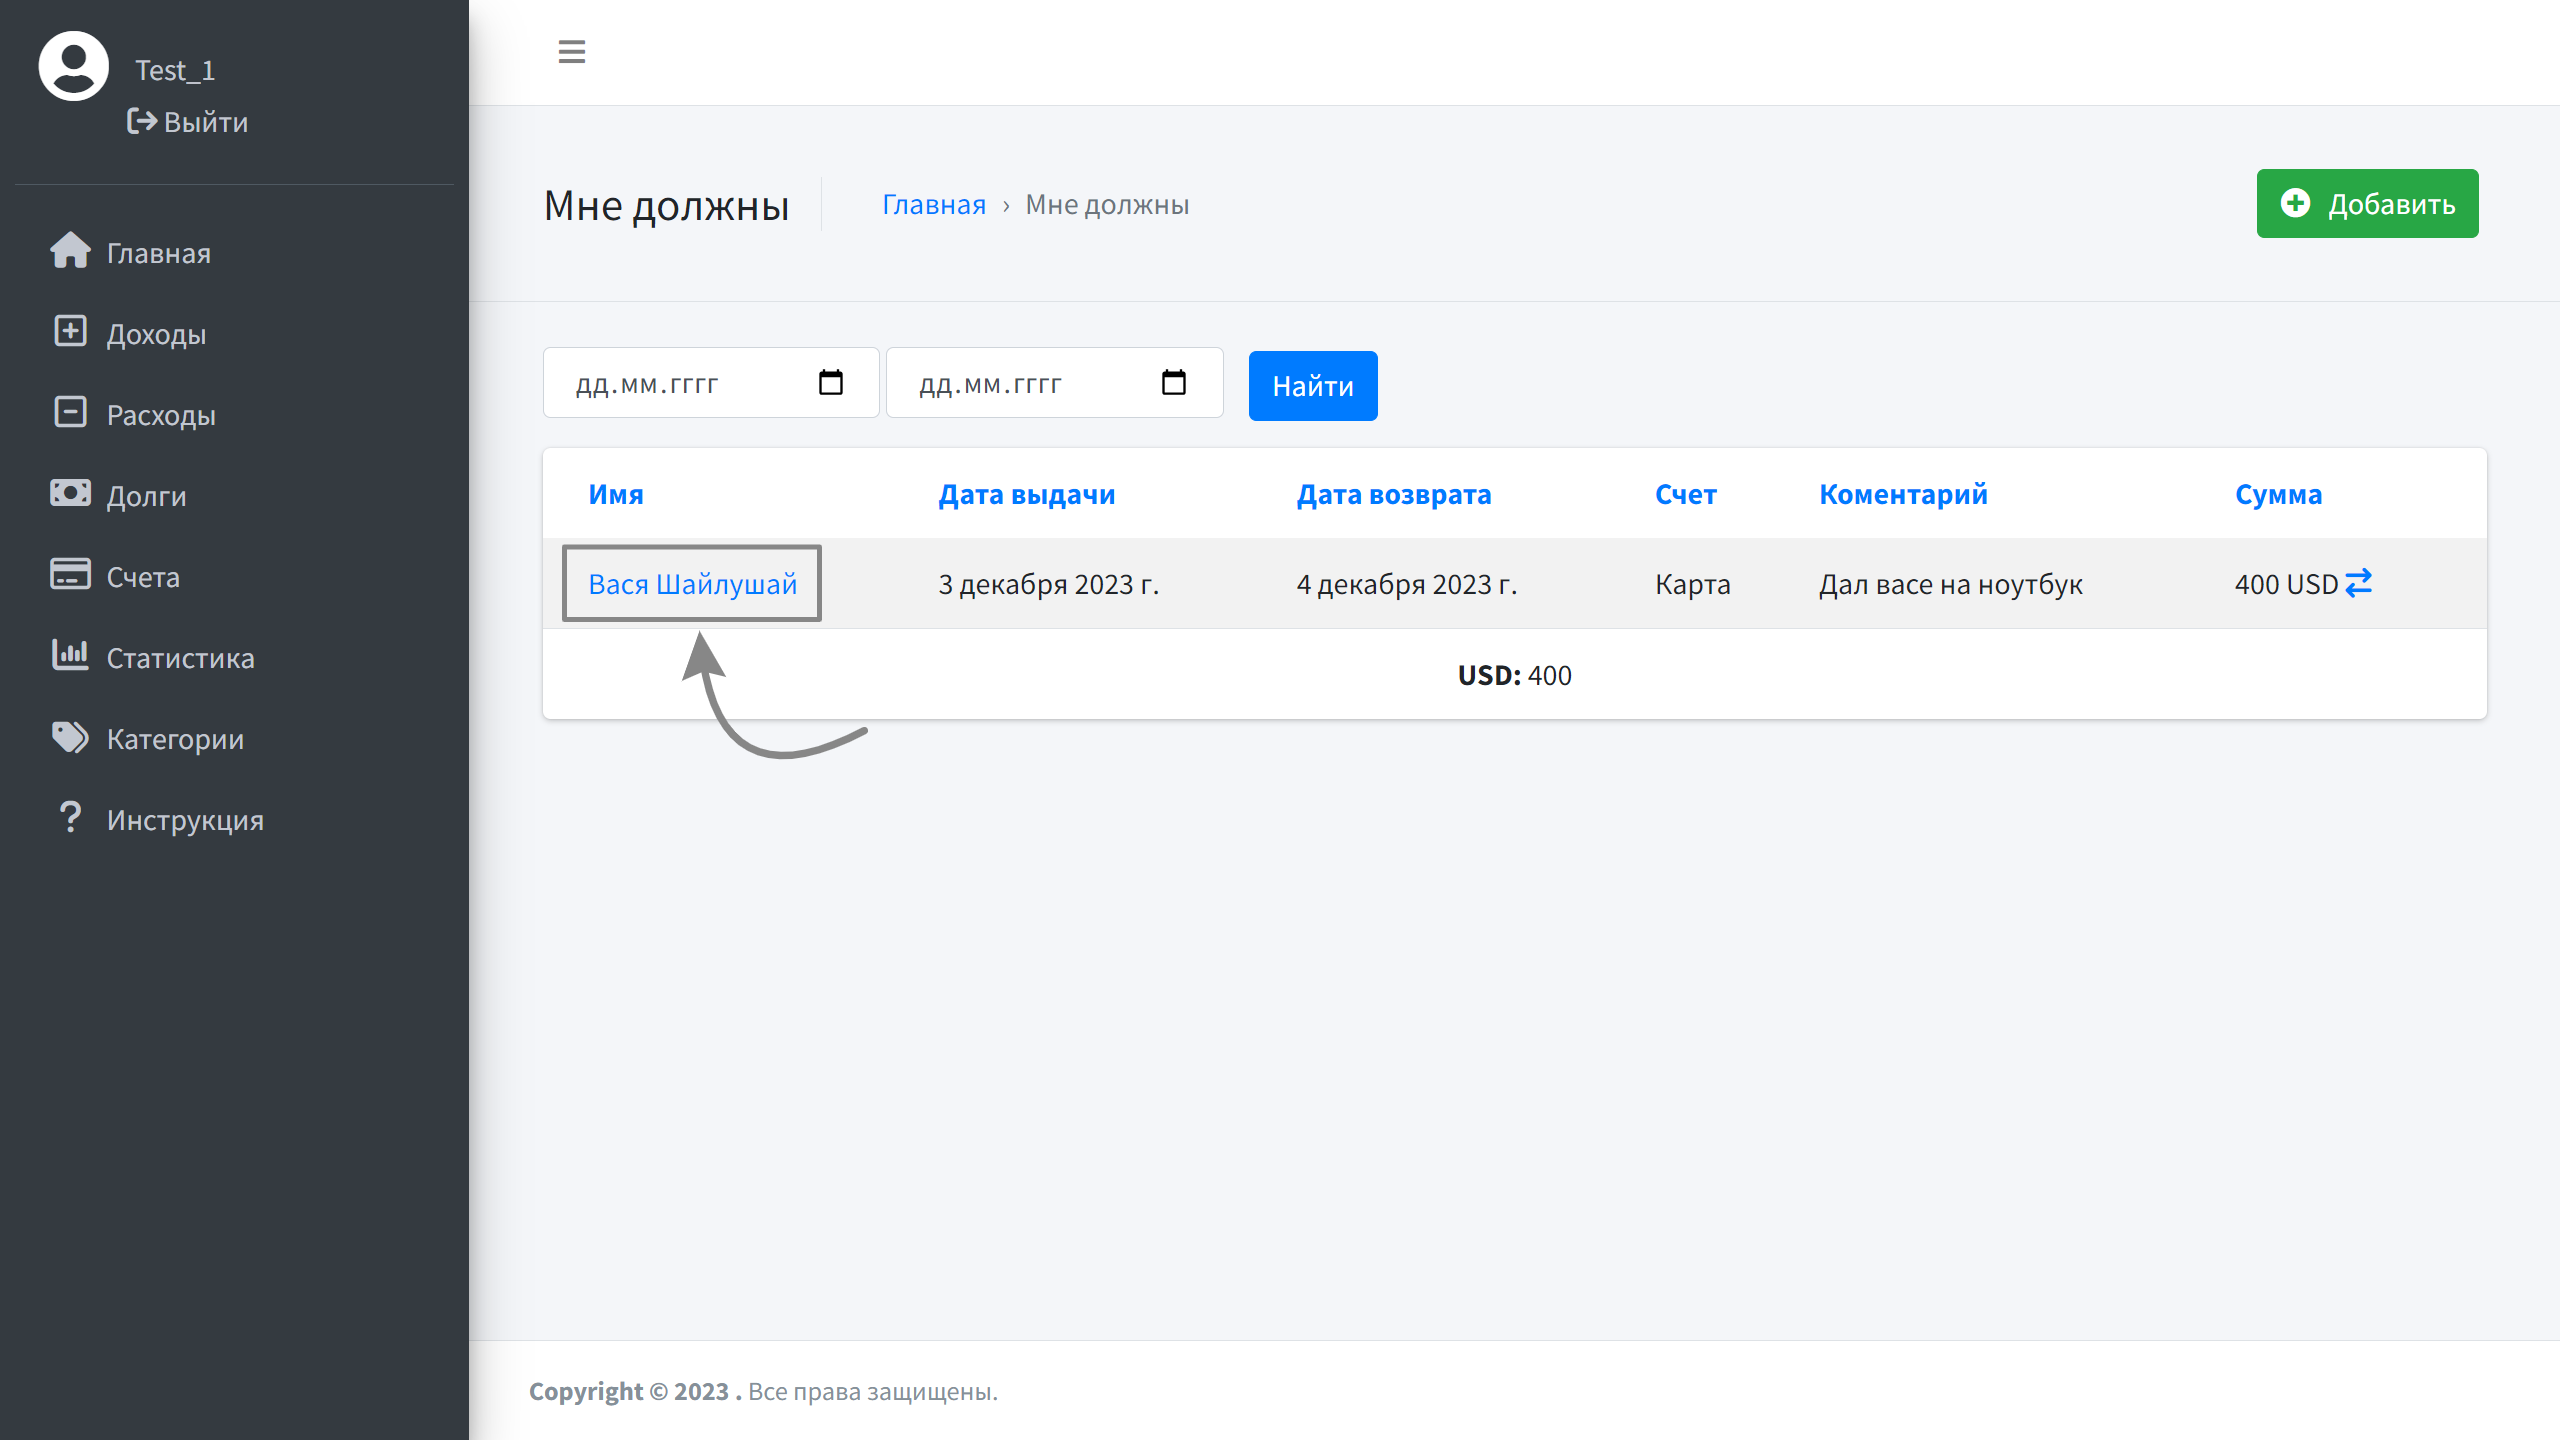 Test_1
Выйти
Главная
Доходы
Расходы
Долги
Счета
Статистика
Категории
Инструкция
Мне должны
Главная › Мне должны
Добавить
дд.мм.гггг
дд.мм.гггг
Найти
Имя Дата выдачи Дата возврата Счет Коментарий Сумма
Вася Шайлушай 3 декабря 2023 г. 4 декабря 2023 г. Карта Дал васе на ноутбук 400 USD
USD: 400
Copyright © 2023 . Все права защищены.